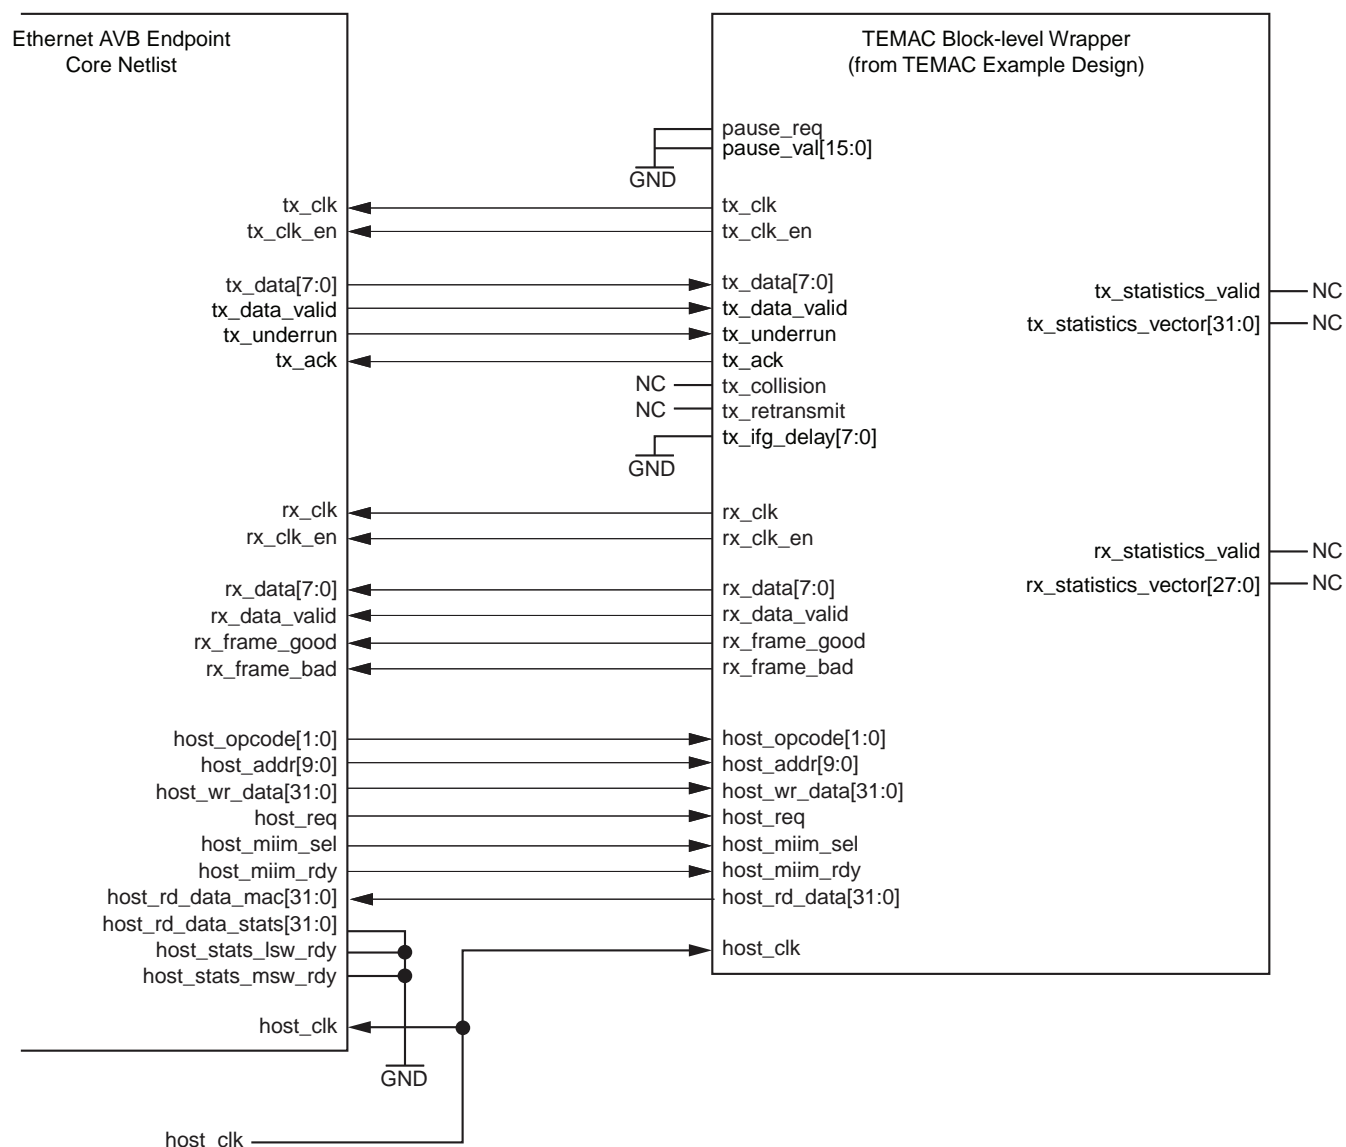 Ethernet AVB Endpoint
Core Netlist
TEMAC Block-level Wrapper
(from TEMAC Example Design)
pause_req
pause_val[15:0]
GND
tx_clk
tx_clk
tx_clk_en
tx_clk_en
tx_data[7:0]
tx_data[7:0]
tx_statistics_valid
NC
tx_data_valid
tx_data_valid
tx_statistics_vector[31:0]
NC
tx_underrun
tx_underrun
tx_ack
tx_ack
NC
tx_collision
NC
tx_retransmit
tx_ifg_delay[7:0]
GND
rx_clk
rx_clk
rx_clk_en
rx_clk_en
rx_statistics_valid
NC
rx_data[7:0]
rx_data[7:0]
rx_statistics_vector[27:0]
NC
rx_data_valid
rx_data_valid
rx_frame_good
rx_frame_good
rx_frame_bad
rx_frame_bad
host_opcode[1:0]
host_opcode[1:0]
host_addr[9:0]
host_addr[9:0]
host_wr_data[31:0]
host_wr_data[31:0]
host_req
host_req
host_miim_sel
host_miim_sel
host_miim_rdy
host_miim_rdy
host_rd_data_mac[31:0]
host_rd_data[31:0]
host_rd_data_stats[31:0]
host_stats_lsw_rdy
host_clk
host_stats_msw_rdy
host_clk
GND
host_clk